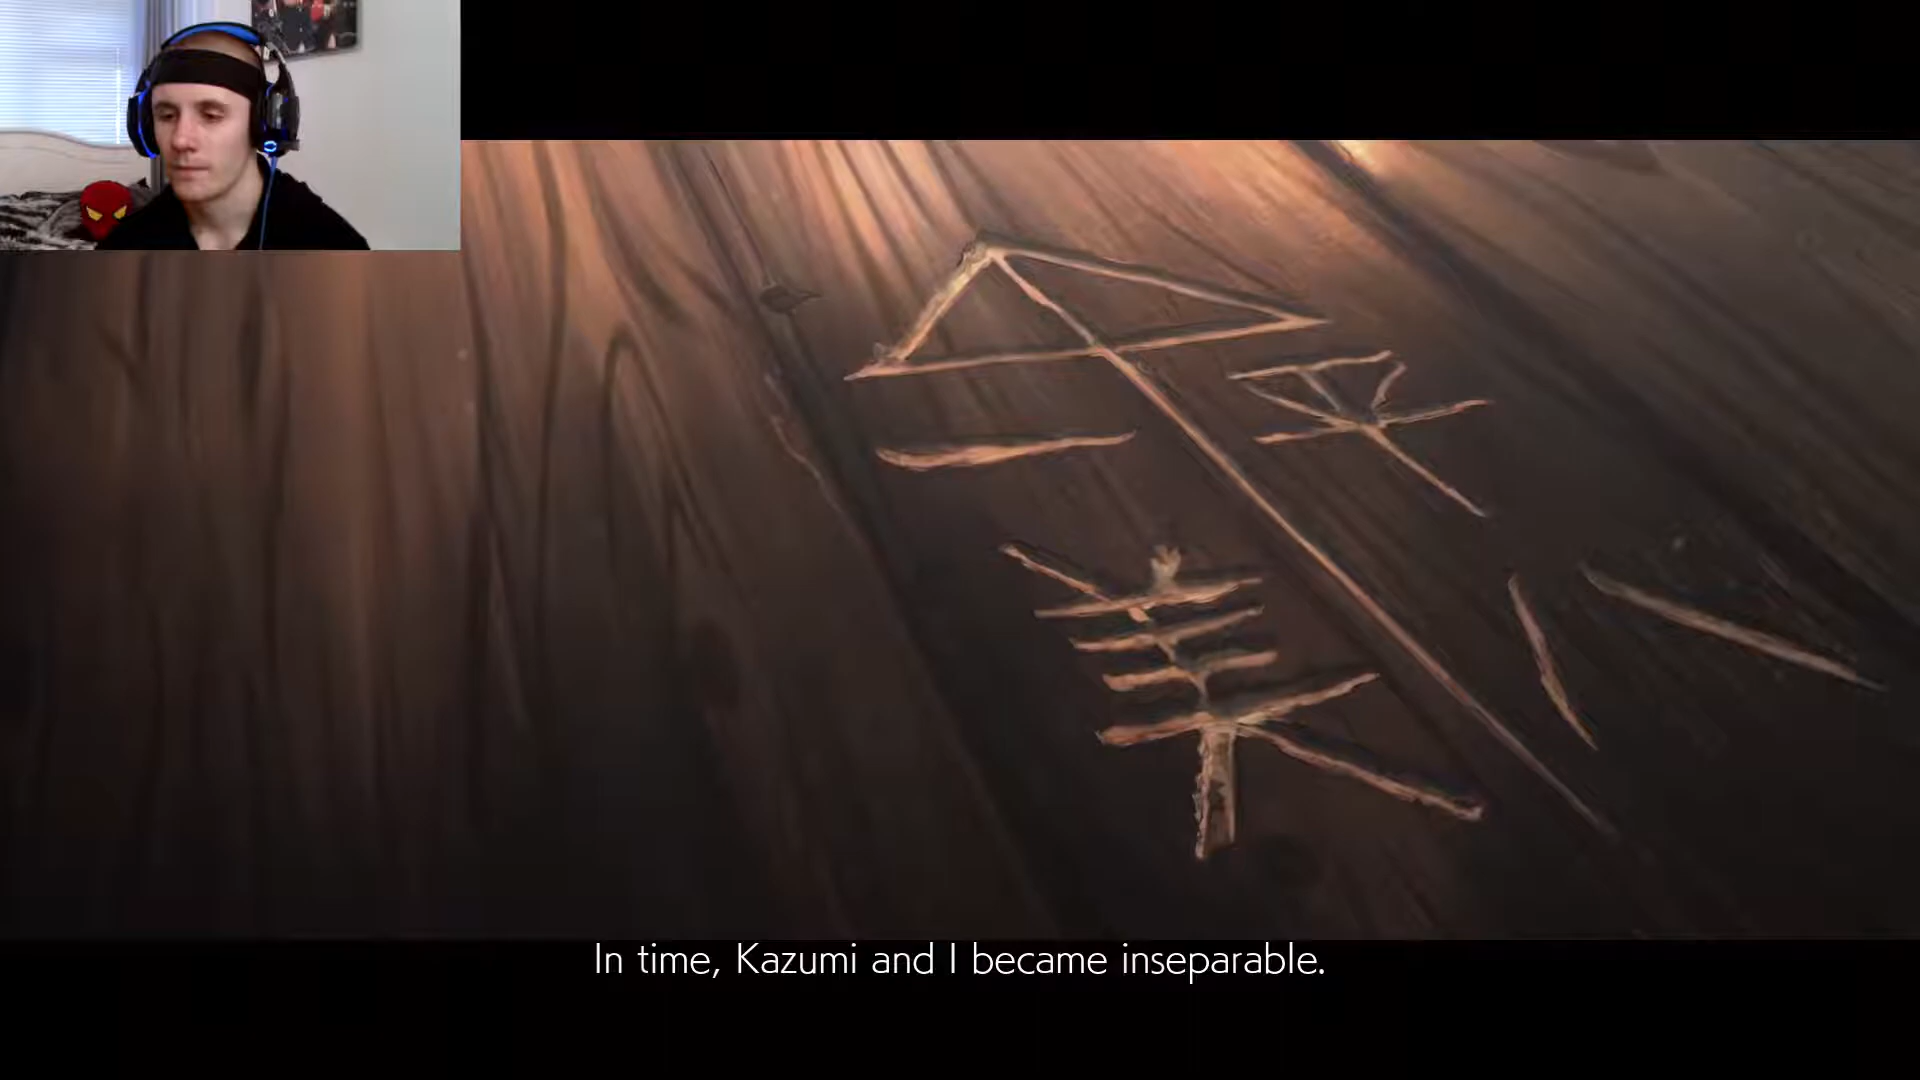 平八
一美
In time, Kazumi and I became inseparable.